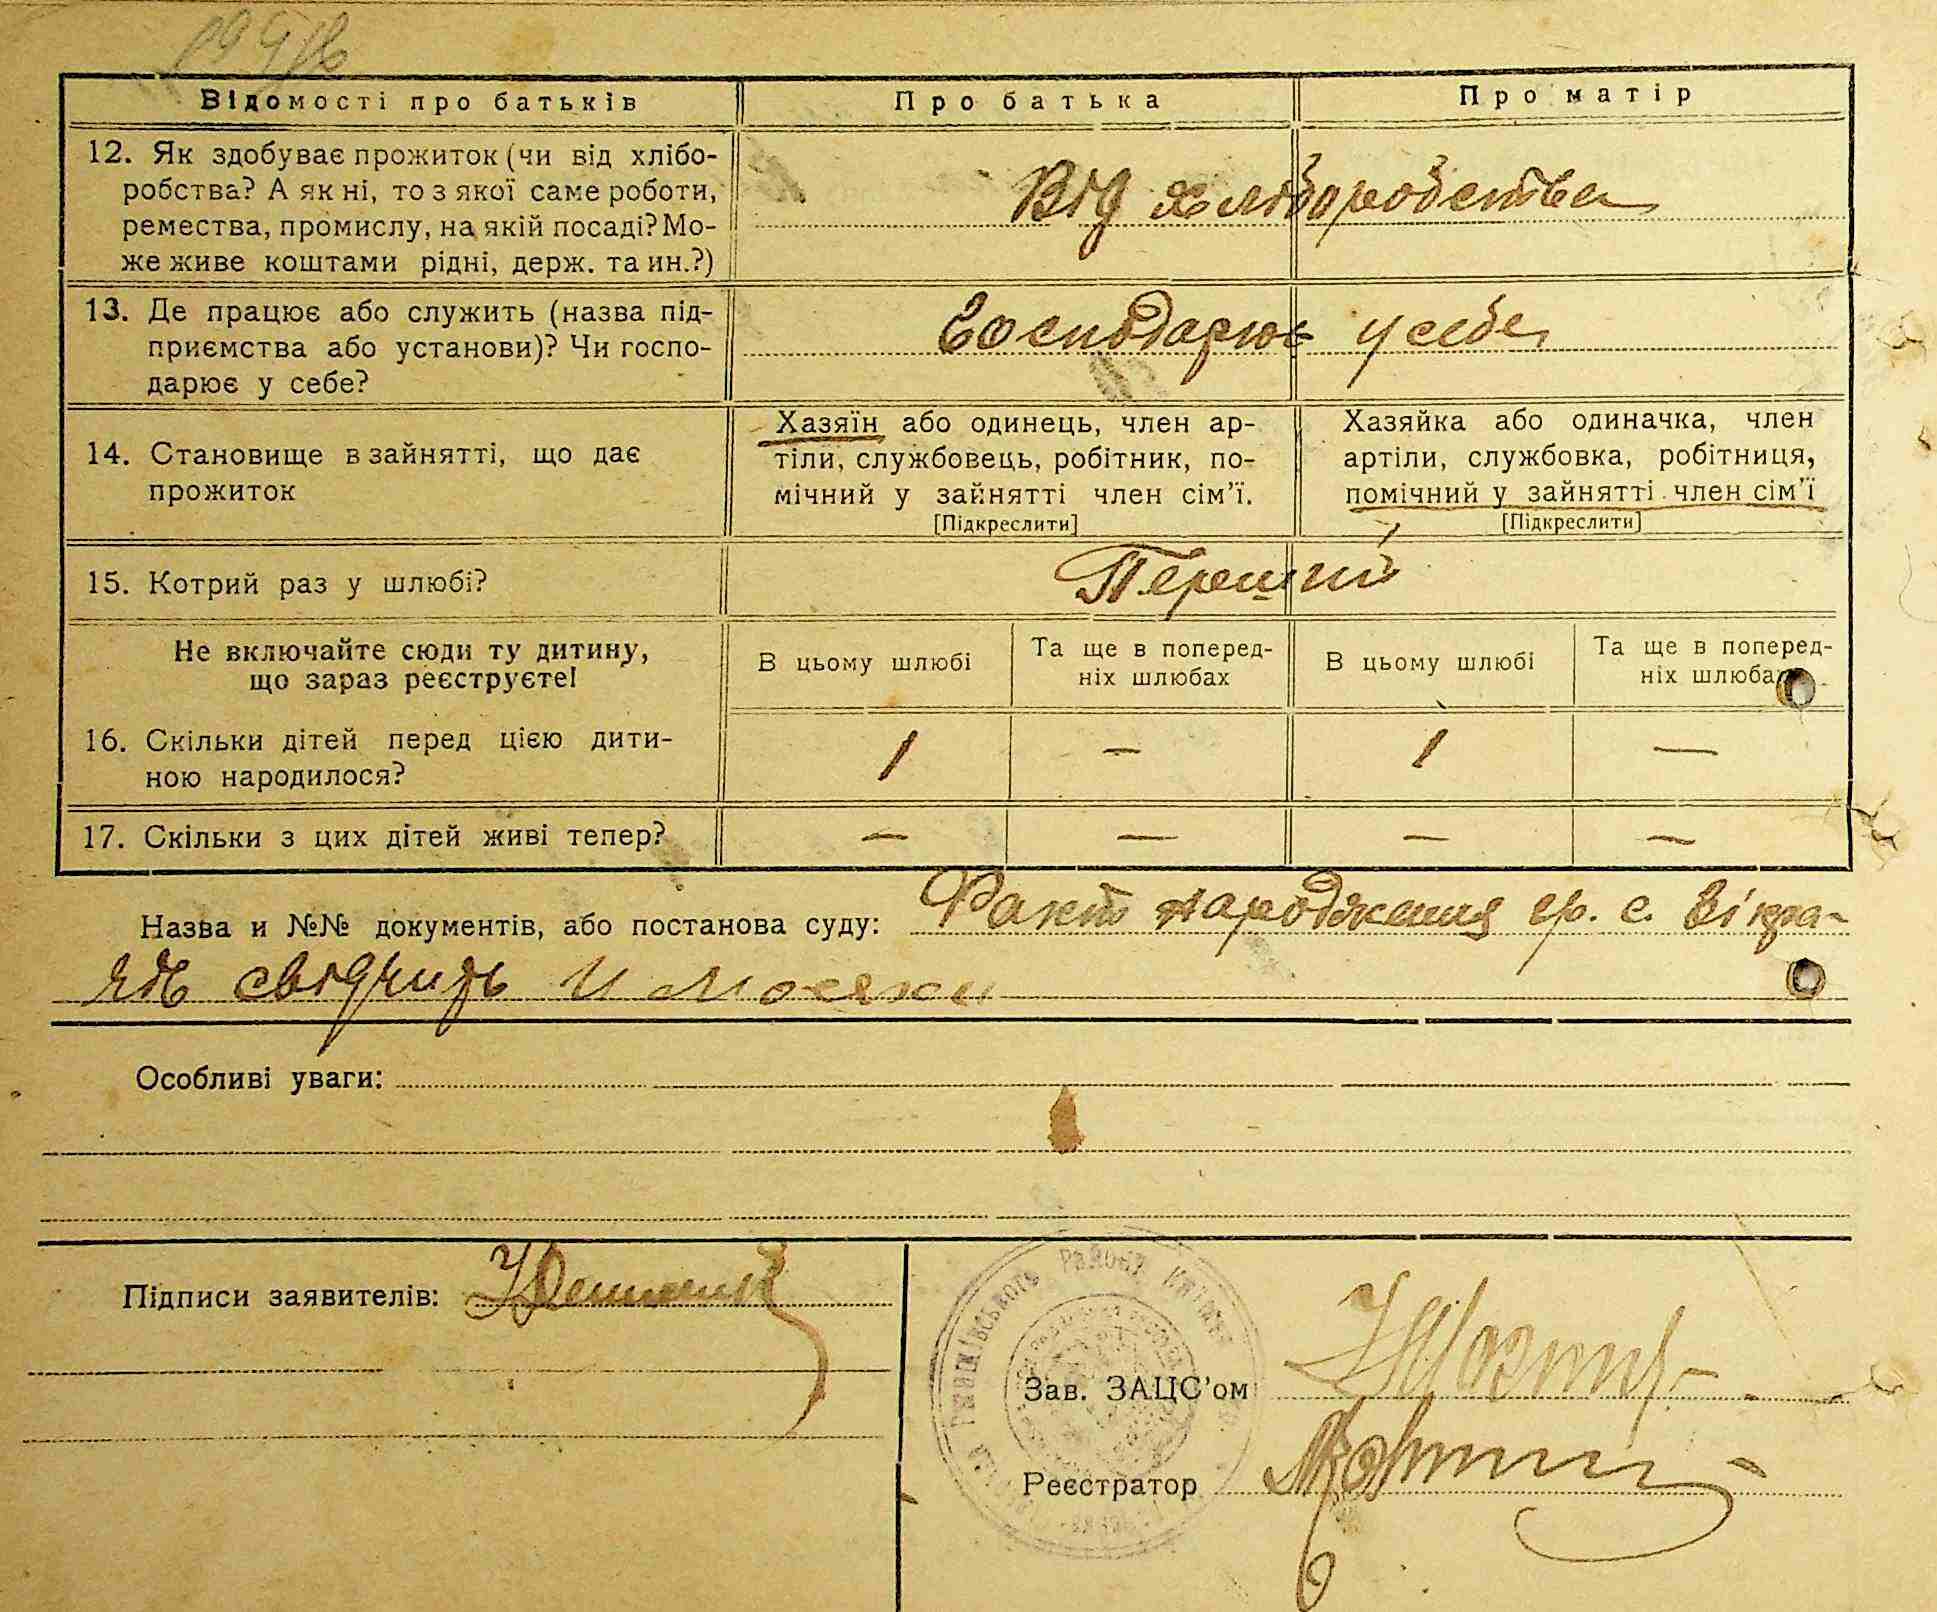 Відомості про батьків
Про батька
Про матір
12. Як здобуває прожиток (чи від хлібо-
робства? А як ні, то з якої саме роботи,
ремества, промислу, на якій посаді? Мо-
же живе коштами рідні, держ. та ин.?)
Від хліборобства
13. Де працює або служить (назва під-
приємства або установи)? Чи госпо-
дарює у себе?
Господарює у себе
14. Становище в зайнятті, що дає
прожиток
Хазяїн або одинець, член ар-
тіли, службовець, робітник, по-
мічний у зайнятті член сім'ї.
[Підкреслити]
Хазяйка або одиначка, член
артіли, службовка, робітниця,
помічний у зайнятті член сім'ї
[Підкреслити]
15. Котрий раз у шлюбі?
Перший
Не включайте сюди ту дитину,
що зараз реєструєте!
В цьому шлюбі
Та ще в поперед-
ніх шлюбах
В цьому шлюбі
Та ще в поперед-
ніх шлюбах
16. Скільки дітей перед цією дити-
ною народилося?
1 — 1 —
17. Скільки з цих дітей живі тепер?
— — — —
Назва и №№ документів, або постанова суду: Факт народження гр. с.
свідчить
Особливі уваги:
Підписи заявителів:
Зав. ЗАЦС'ом
Реєстратор